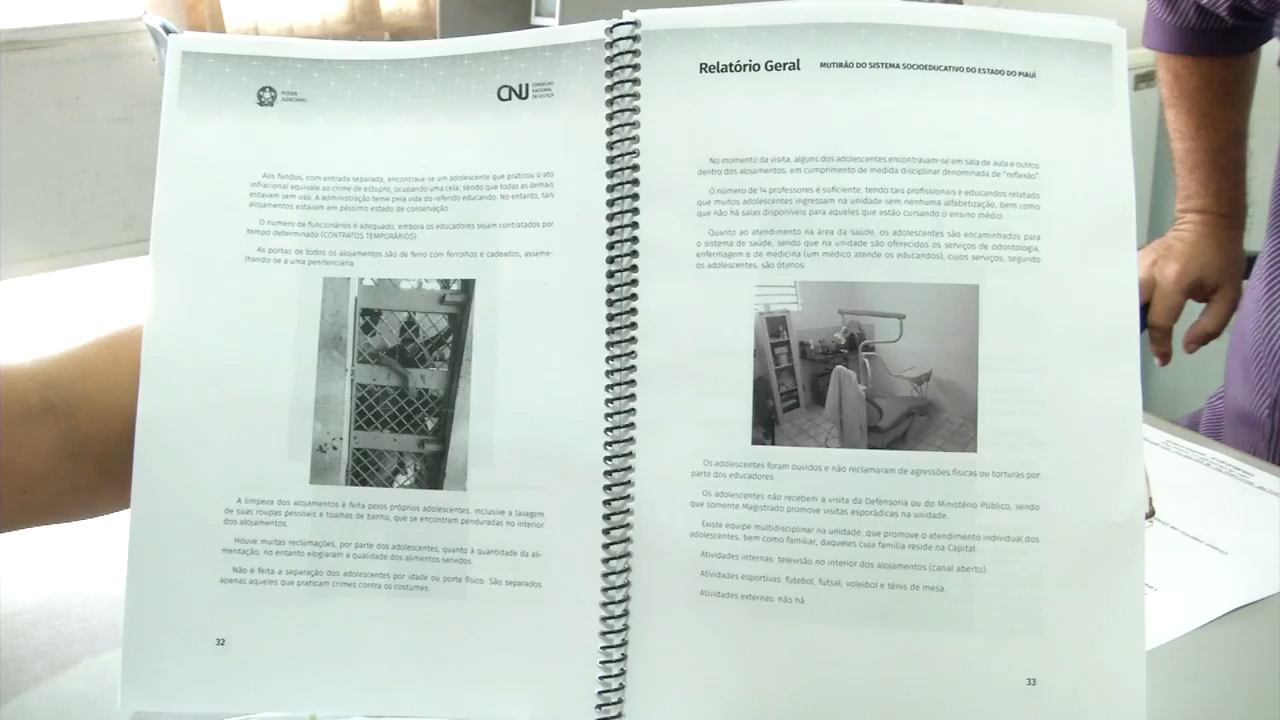 PODER
JUDICIÁRIO
CNJ
CONSELHO
NACIONAL
DE JUSTIÇA
Aos fundos, com entrada separada, encontrava-se um adolescente que praticou o ato
infracional equivale ao crime de estupro, ocupando uma cela, sendo que todas as demais
estavam sem uso. A administração teme pela vida do referido educando. No entanto, tais
alojamentos estavam em péssimo estado de conservação.
O número de funcionários é adequado, embora os educadores sejam contratados por
tempo determinado (CONTRATOS TEMPORÁRIOS).
As portas de todos os alojamentos são de ferro com ferrolhos e cadeados, asseme-
lhando-se a uma penitenciária.
A limpeza dos alojamentos é feita pelos próprios adolescentes, inclusive a lavagem
de suas roupas pessoais e toalhas de banho, que se encontram penduradas no interior
dos alojamentos.
Houve muitas reclamações, por parte dos adolescentes, quanto à quantidade da ali-
mentação, no entanto elogiaram a qualidade dos alimentos servidos.
Não é feita a separação dos adolescentes por idade ou porte físico. São separados
apenas aqueles que praticam crimes contra os costumes.
32
Relatório Geral MUTIRÃO DO SISTEMA SOCIOEDUCATIVO DO ESTADO DO PIAUÍ
No momento da visita, alguns dos adolescentes encontravam-se em sala de aula e outros
dentro dos alojamentos, em cumprimento de medida disciplinar denominada de "reflexão".
O número de 14 professores é suficiente, tendo tais profissionais e educandos relatado
que muitos adolescentes ingressam na unidade sem nenhuma alfabetização, bem como
que não há salas disponíveis para aqueles que estão cursando o ensino médio.
Quanto ao atendimento na área da saúde, os adolescentes são encaminhados para
o sistema de saúde, sendo que na unidade são oferecidos os serviços de odontologia,
enfermagem e de medicina (um médico atende os educandos), cujos serviços, segundo
os adolescentes, são ótimos.
Os adolescentes foram ouvidos e não reclamaram de agressões físicas ou torturas por
parte dos educadores.
Os adolescentes não recebem a visita da Defensoria ou do Ministério Público, sendo
que somente Magistrado promove visitas esporádicas na unidade.
Existe equipe multidisciplinar na unidade, que promove o atendimento individual dos
adolescentes, bem como familiar, daqueles cuja família reside na Capital.
Atividades internas: televisão no interior dos alojamentos (canal aberto).
Atividades esportivas: futebol, futsal, voleibol e tênis de mesa.
Atividades externas: não há.
33